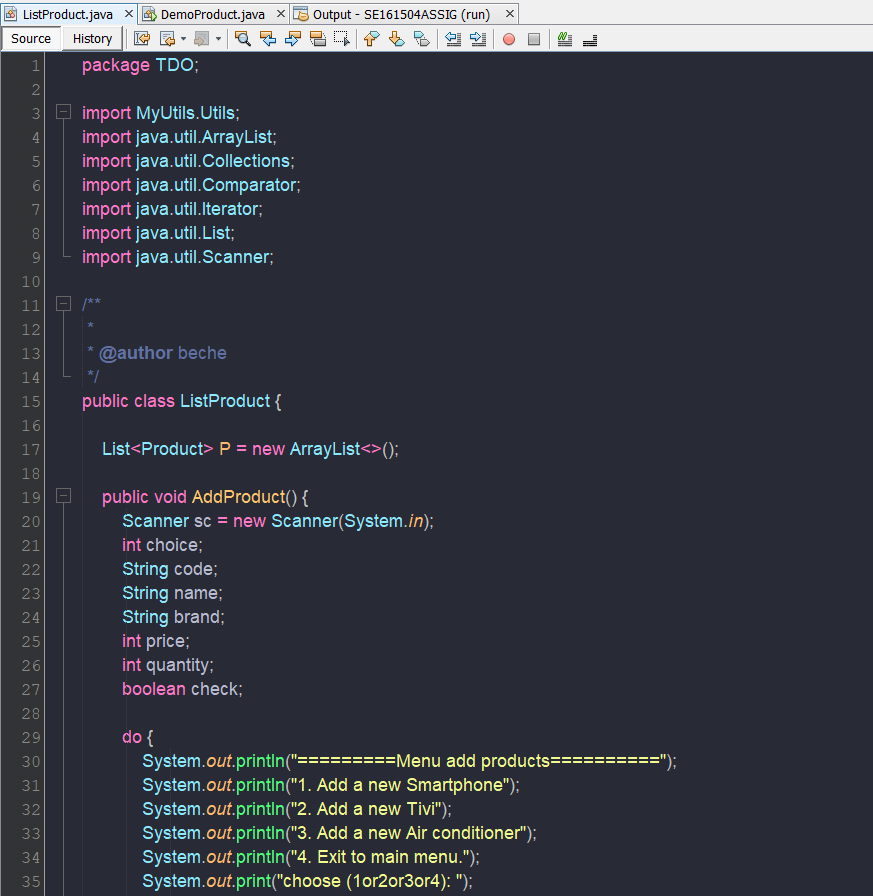 ListProduct.java × DemoProduct.java × Output - SE161504ASSIG (run) ×
Source History
1 package TDO;
2
3 import MyUtils.Utils;
4 import java.util.ArrayList;
5 import java.util.Collections;
6 import java.util.Comparator;
7 import java.util.Iterator;
8 import java.util.List;
9 import java.util.Scanner;
10
11 /**
12 *
13 * @author beche
14 */
15 public class ListProduct {
16
17 List<Product> P = new ArrayList<>();
18
19 public void AddProduct() {
20 Scanner sc = new Scanner(System.in);
21 int choice;
22 String code;
23 String name;
24 String brand;
25 int price;
26 int quantity;
27 boolean check;
28
29 do {
30 System.out.println("=========Menu add products==========");
31 System.out.println("1. Add a new Smartphone");
32 System.out.println("2. Add a new Tivi");
33 System.out.println("3. Add a new Air conditioner");
34 System.out.println("4. Exit to main menu.");
35 System.out.print("choose (1or2or3or4): ");